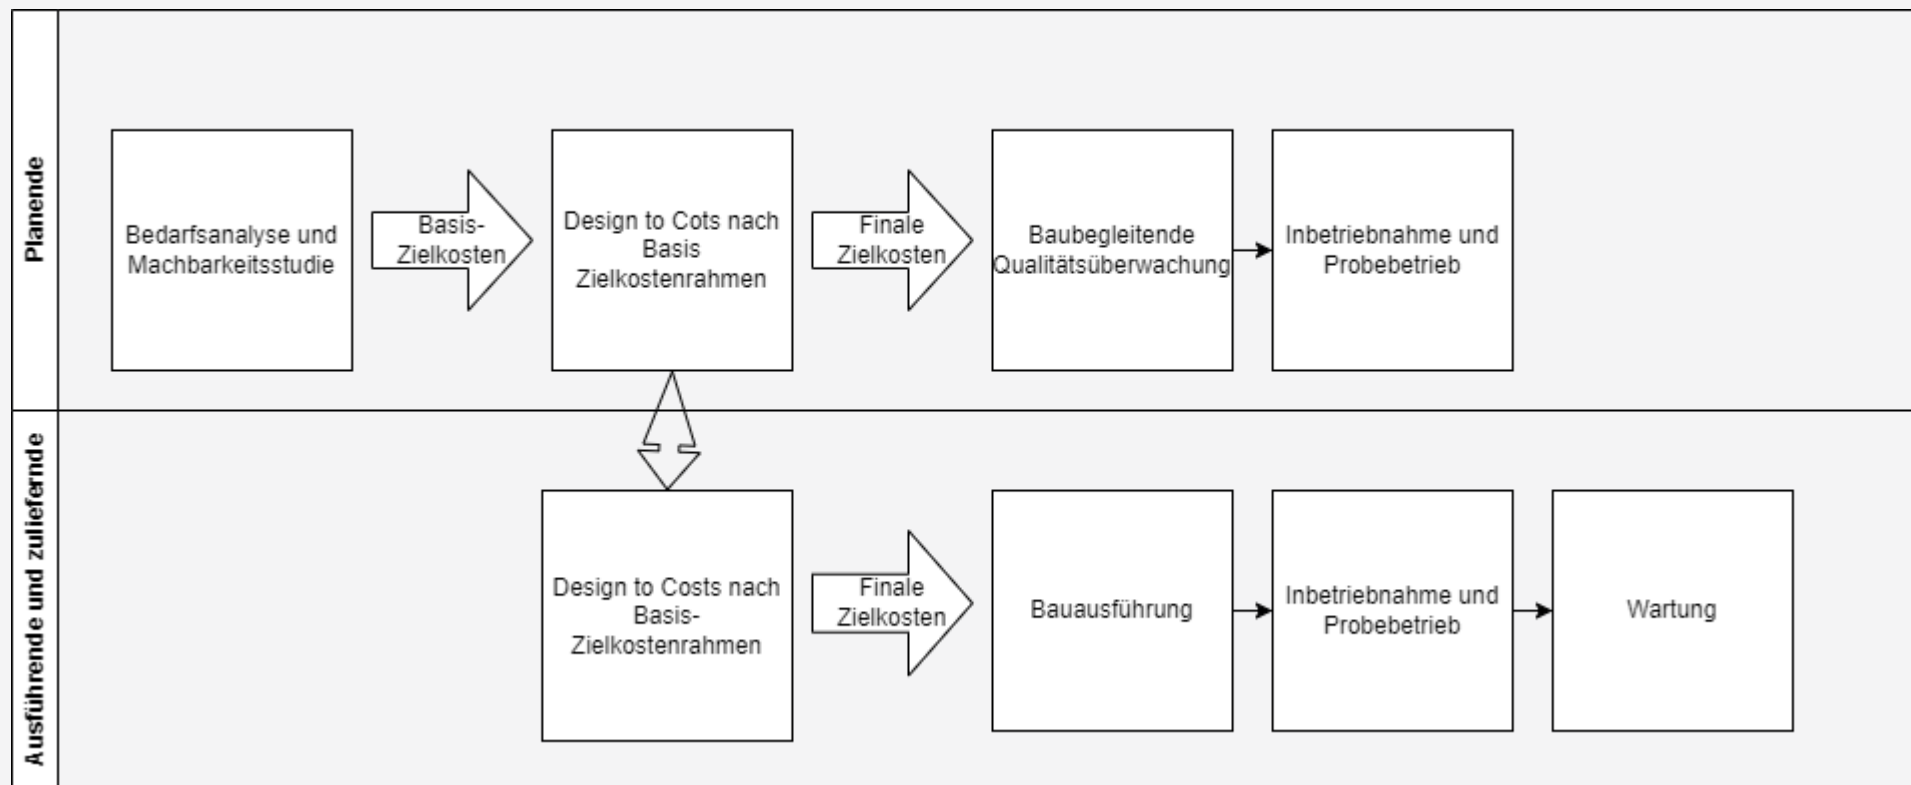 Planende
Bedarfsanalyse und
Machbarkeitsstudie
Basis-
Zielkosten
Design to Cots nach
Basis
Zielkostenrahmen
Finale
Zielkosten
Baubegleitende
Qualitätsüberwachung
Inbetriebnahme und
Probebetrieb
Ausführende und zuliefernde
Design to Costs nach
Basis-
Zielkostenrahmen
Finale
Zielkosten
Bauausführung
Inbetriebnahme und
Probebetrieb
Wartung